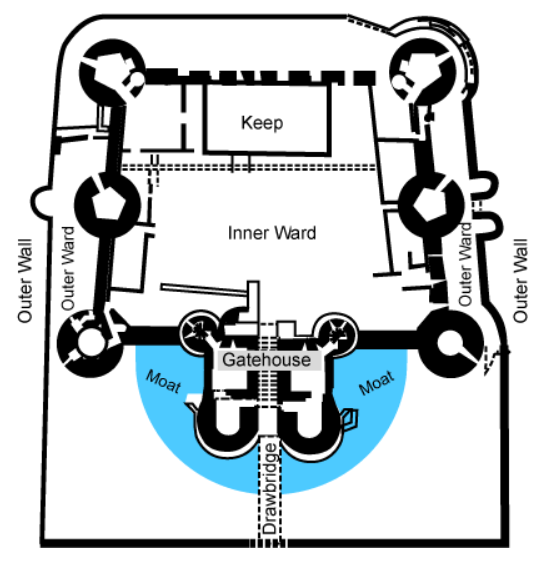 Keep
Inner Ward
Outer Wall
Outer Ward
Outer Ward
Outer Wall
Gatehouse
Moat
Moat
Drawbridge